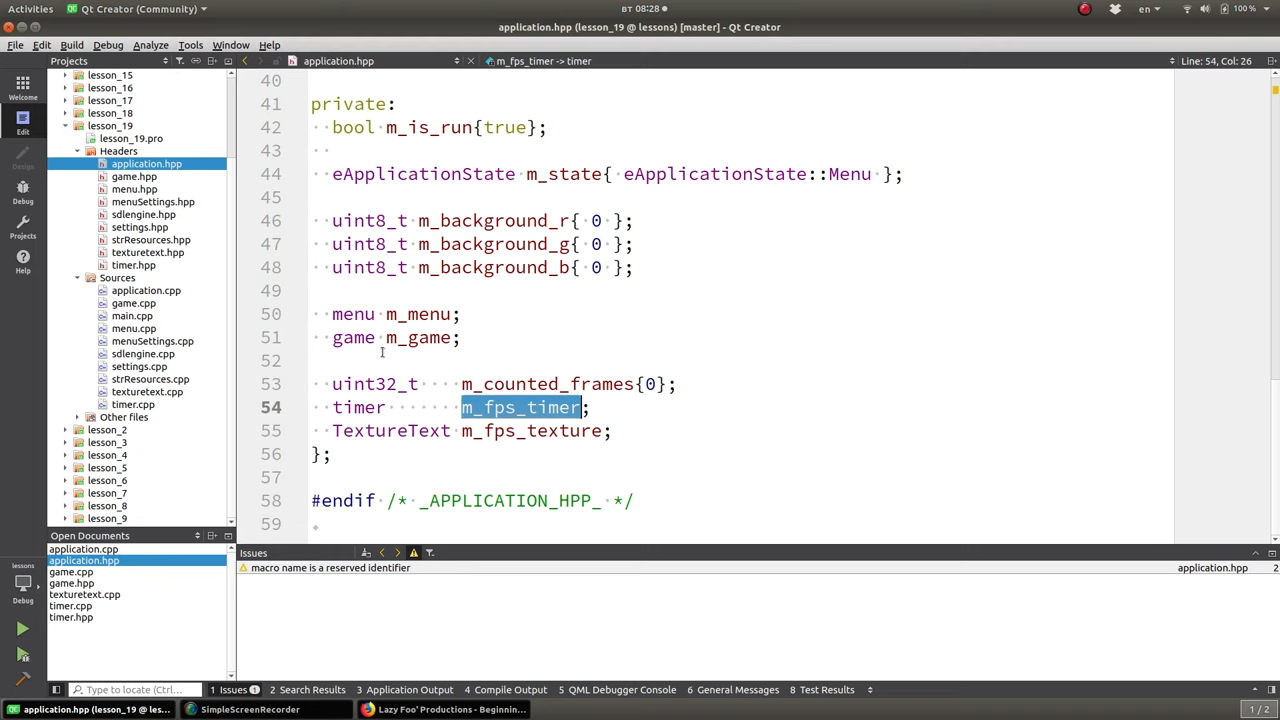 Activities
Qt Creator (Community)
ВТ 08:28
en
100 %
application.hpp (lesson_19 @ lessons) [master] - Qt Creator
File Edit Build Debug Analyze Tools Window Help
Projects
application.hpp
m_fps_timer -> timer
Line: 54, Col: 26
Welcome
Edit
Design
Debug
Projects
Help
lesson_15
lesson_16
lesson_17
lesson_18
lesson_19
lesson_19.pro
Headers
application.hpp
game.hpp
menu.hpp
menuSettings.hpp
sdlengine.hpp
settings.hpp
strResources.hpp
texturetext.hpp
timer.hpp
Sources
application.cpp
game.cpp
main.cpp
menu.cpp
menuSettings.cpp
sdlengine.cpp
settings.cpp
strResources.cpp
texturetext.cpp
timer.cpp
Other files
lesson_2
lesson_3
lesson_4
lesson_5
lesson_6
lesson_7
lesson_8
lesson_9
40
41 private:
42 bool m_is_run{true};
43
44 eApplicationState m_state{ eApplicationState::Menu };
45
46 uint8_t m_background_r{ 0 };
47 uint8_t m_background_g{ 0 };
48 uint8_t m_background_b{ 0 };
49
50 menu m_menu;
51 game m_game;
52
53 uint32_t m_counted_frames{0};
54 timer m_fps_timer;
55 TextureText m_fps_texture;
56 };
57
58 #endif /* _APPLICATION_HPP_ */
59
Open Documents
application.cpp
application.hpp
game.cpp
game.hpp
texturetext.cpp
timer.cpp
timer.hpp
lessons
Debug
Issues
macro name is a reserved identifier
application.hpp
2
Type to locate (...
1 Issues 1
2 Search Results
3 Application Output
4 Compile Output
5 QML Debugger Console
6 General Messages
8 Test Results
application.hpp (lesson_19 @ les...
SimpleScreenRecorder
Lazy Foo' Productions - Beginnin...
1 / 2